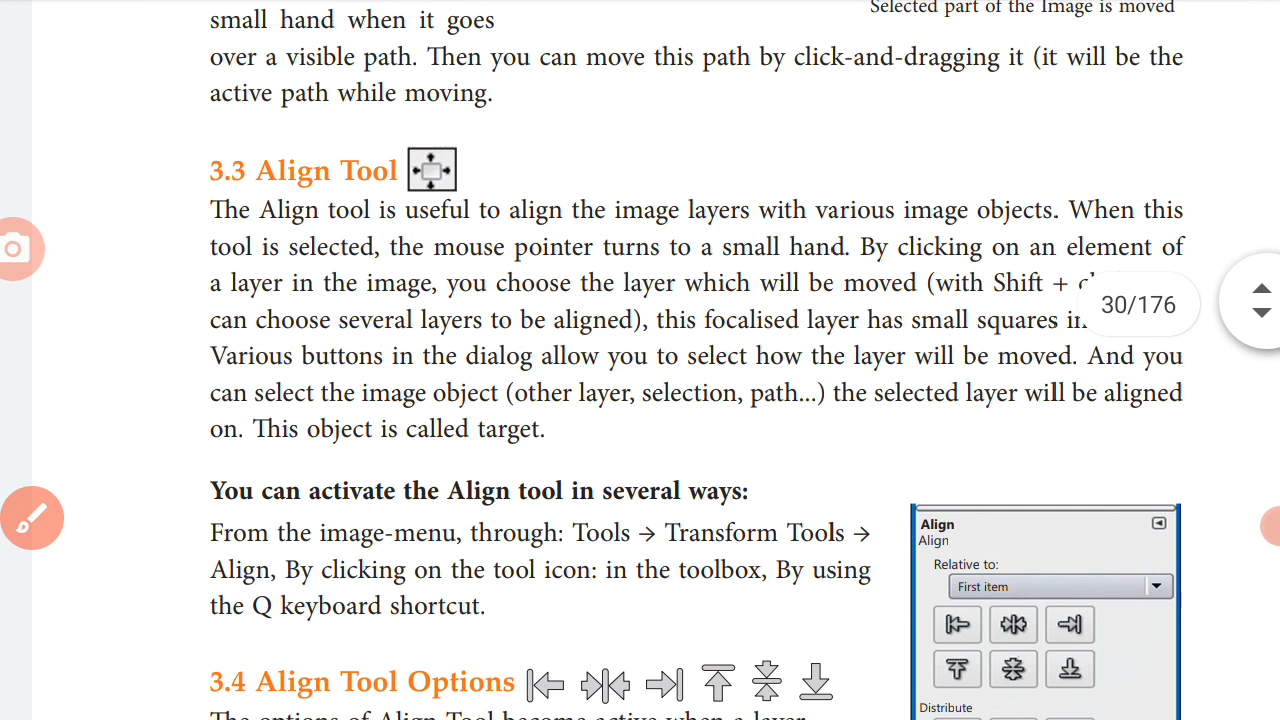 small hand when it goes
Selected part of the Image is moved
over a visible path. Then you can move this path by click-and-dragging it (it will be the
active path while moving.
3.3 Align Tool
The Align tool is useful to align the image layers with various image objects. When this
tool is selected, the mouse pointer turns to a small hand. By clicking on an element of
a layer in the image, you choose the layer which will be moved (with Shift +
can choose several layers to be aligned), this focalised layer has small squares
30/176
Various buttons in the dialog allow you to select how the layer will be moved. And you
can select the image object (other layer, selection, path...) the selected layer will be aligned
on. This object is called target.
You can activate the Align tool in several ways:
From the image-menu, through: Tools → Transform Tools →
Align, By clicking on the tool icon: in the toolbox, By using
the Q keyboard shortcut.
Align
Align
Relative to:
First item
Distribute
3.4 Align Tool Options
The options of Align Tool become active when a layer